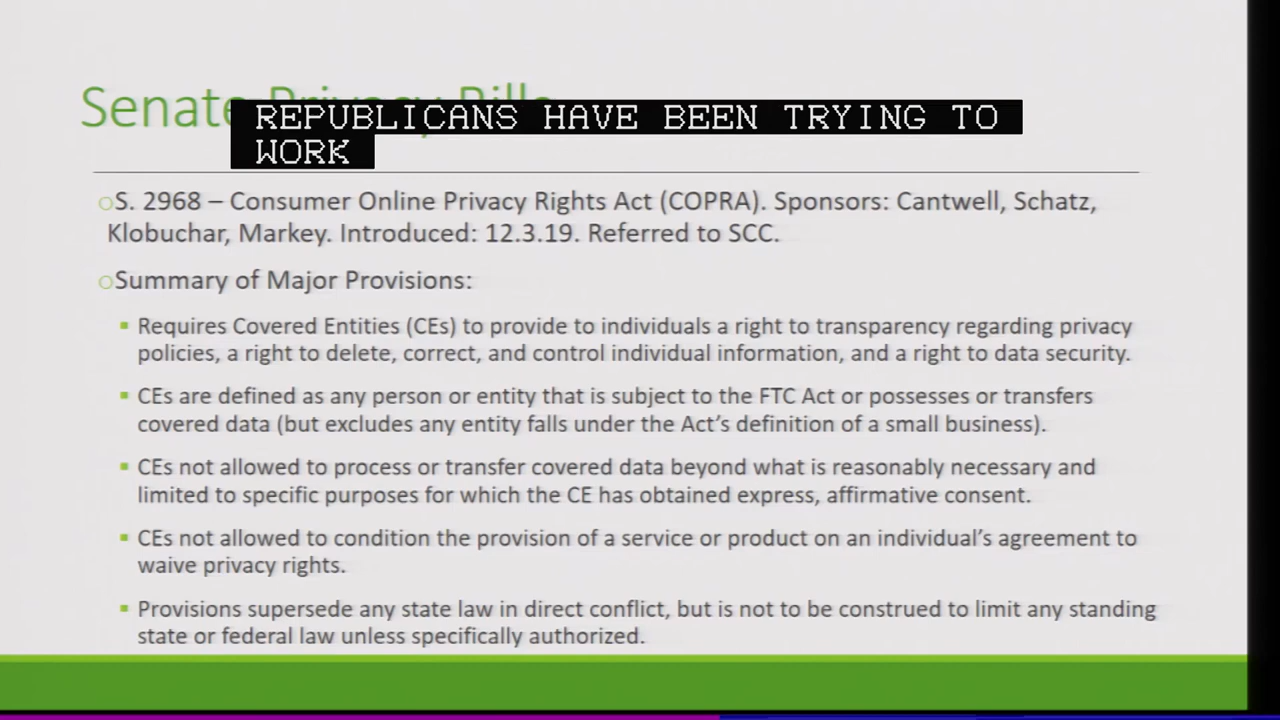 Senate Privacy Bills
REPUBLICANS HAVE BEEN TRYING TO
WORK
oS. 2968 – Consumer Online Privacy Rights Act (COPRA). Sponsors: Cantwell, Schatz,
Klobuchar, Markey. Introduced: 12.3.19. Referred to SCC.
oSummary of Major Provisions:
▪ Requires Covered Entities (CEs) to provide to individuals a right to transparency regarding privacy
policies, a right to delete, correct, and control individual information, and a right to data security.
▪ CEs are defined as any person or entity that is subject to the FTC Act or possesses or transfers
covered data (but excludes any entity falls under the Act's definition of a small business).
▪ CEs not allowed to process or transfer covered data beyond what is reasonably necessary and
limited to specific purposes for which the CE has obtained express, affirmative consent.
▪ CEs not allowed to condition the provision of a service or product on an individual's agreement to
waive privacy rights.
▪ Provisions supersede any state law in direct conflict, but is not to be construed to limit any standing
state or federal law unless specifically authorized.